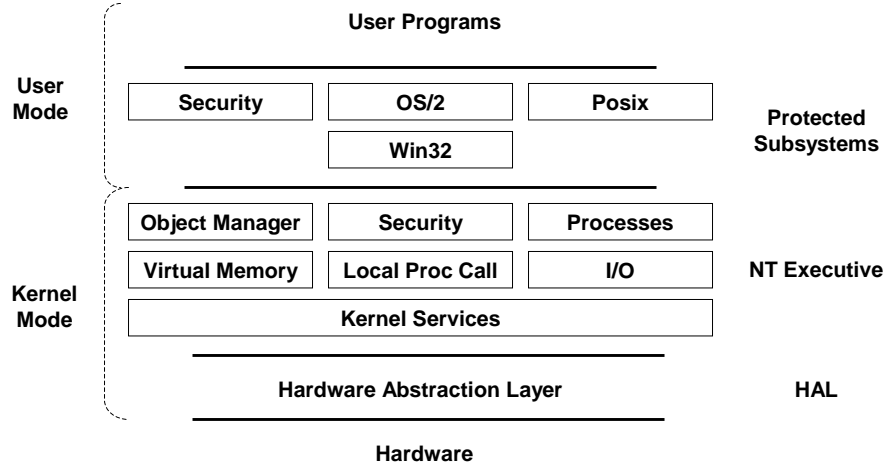 User Programs
User
Mode
Security
OS/2
Posix
Win32
Protected
Subsystems
Object Manager
Security
Processes
Virtual Memory
Local Proc Call
I/O
NT Executive
Kernel
Mode
Kernel Services
Hardware Abstraction Layer
HAL
Hardware